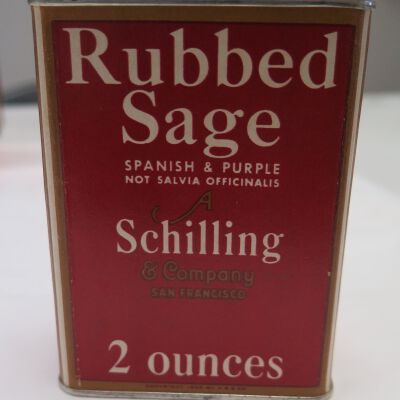 Rubbed
Sage
SPANISH & PURPLE
NOT SALVIA OFFICINALIS
A
Schilling
& Company
SAN FRANCISCO
2 ounces